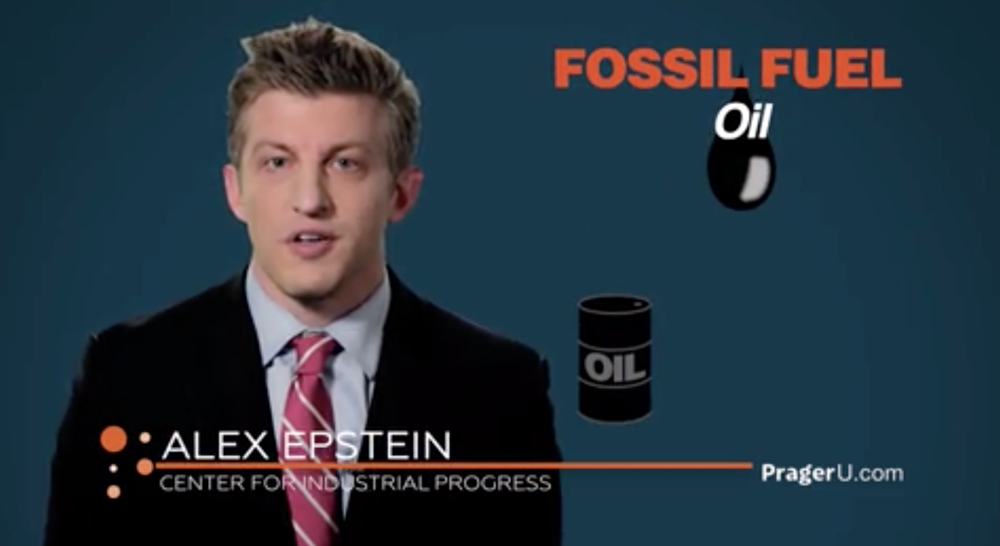 FOSSIL FUEL
Oil
OIL
ALEX EPSTEIN
CENTER FOR INDUSTRIAL PROGRESS
PragerU.com